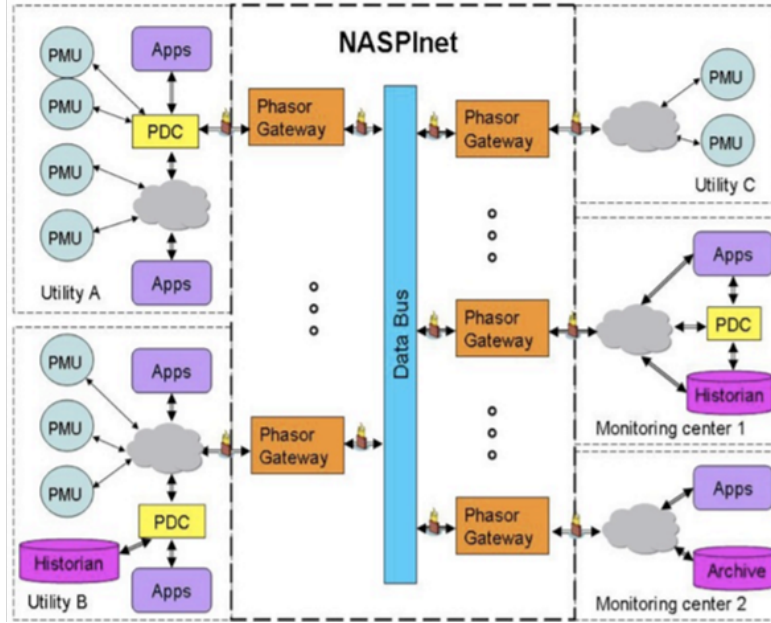 NASPInet
PMU
PMU
PMU
PMU
Apps
PDC
Apps
Utility A
Phasor
Gateway
PMU
PMU
PMU
Apps
PDC
Historian
Apps
Utility B
Phasor
Gateway
Data Bus
Phasor
Gateway
PMU
PMU
Utility C
Phasor
Gateway
Apps
PDC
Historian
Monitoring center 1
Phasor
Gateway
Apps
Archive
Monitoring center 2